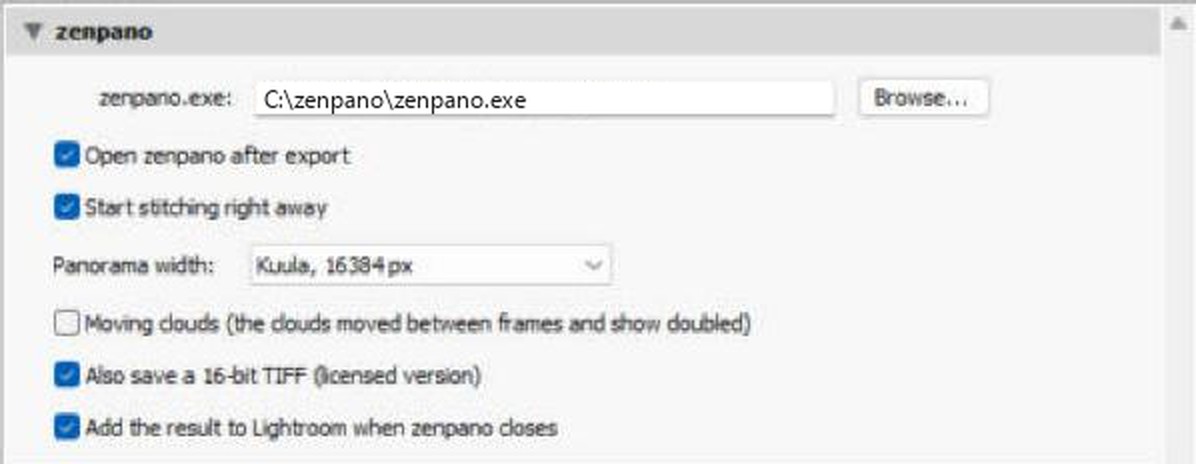 zenpano
zenpano.exe: C:\zenpano\zenpano.exe Browse...
Open zenpano after export
Start stitching right away
Panorama width: Kuula, 16384 px
Moving clouds (the clouds moved between frames and show doubled)
Also save a 16-bit TIFF (licensed version)
Add the result to Lightroom when zenpano closes